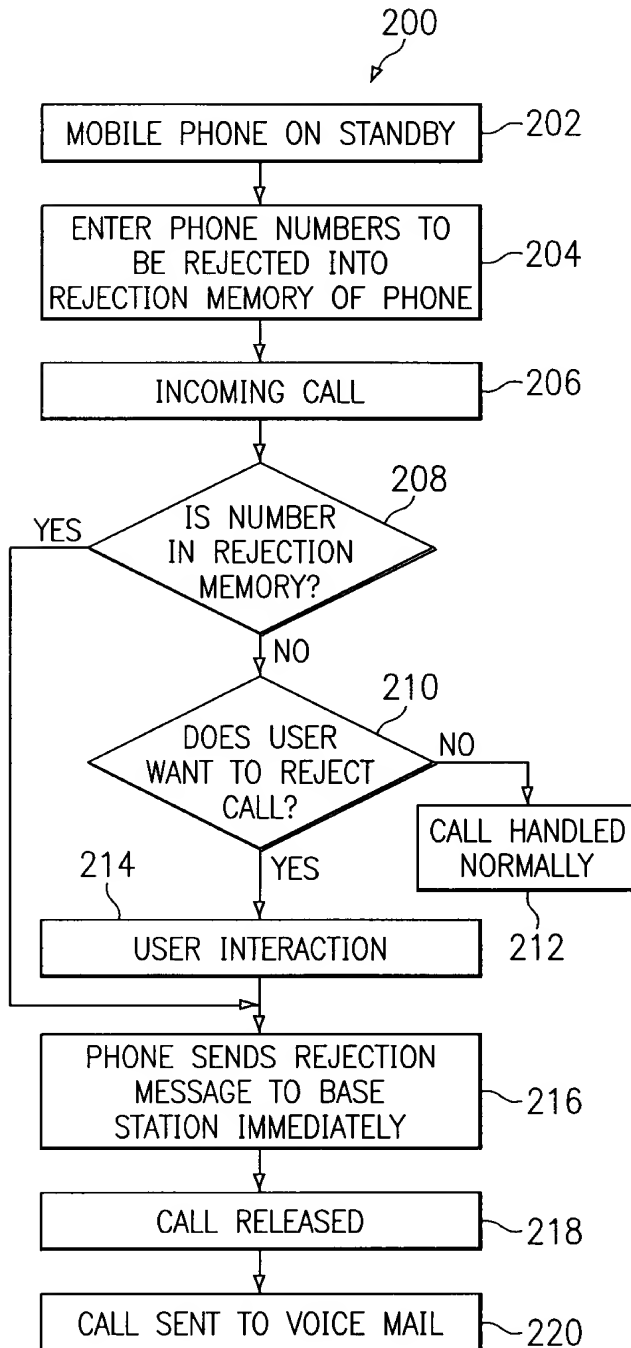 200
MOBILE PHONE ON STANDBY
202
ENTER PHONE NUMBERS TO
BE REJECTED INTO
REJECTION MEMORY OF PHONE
204
INCOMING CALL
206
208
YES
IS NUMBER
IN REJECTION
MEMORY?
NO
210
DOES USER
WANT TO REJECT
CALL?
NO
CALL HANDLED
NORMALLY
212
YES
214
USER INTERACTION
PHONE SENDS REJECTION
MESSAGE TO BASE
STATION IMMEDIATELY
216
CALL RELEASED
218
CALL SENT TO VOICE MAIL
220